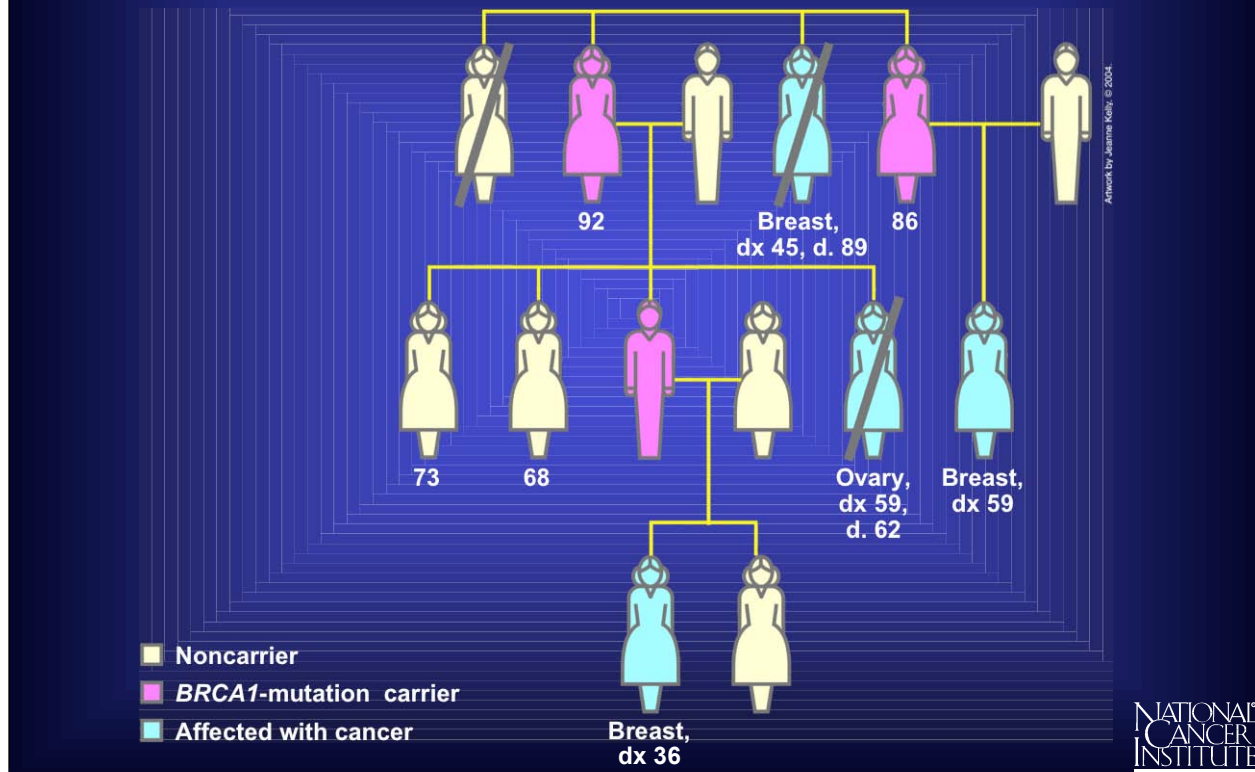 Artwork by Jeanne Kelly. © 2004.
92
Breast,
dx 45, d. 89
86
73
68
Ovary,
dx 59,
d. 62
Breast,
dx 59
Noncarrier
BRCA1-mutation carrier
Affected with cancer
Breast,
dx 36
NATIONAL
CANCER
INSTITUTE